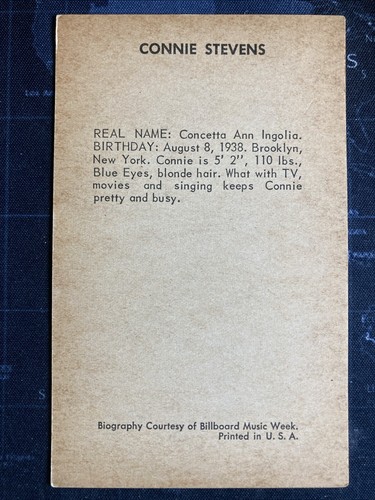 CONNIE STEVENS
REAL NAME: Concetta Ann Ingolia.
BIRTHDAY: August 8, 1938. Brooklyn,
New York. Connie is 5' 2", 110 lbs.,
Blue Eyes, blonde hair. What with TV,
movies and singing keeps Connie
pretty and busy.
Biography Courtesy of Billboard Music Week.
Printed in U. S. A.